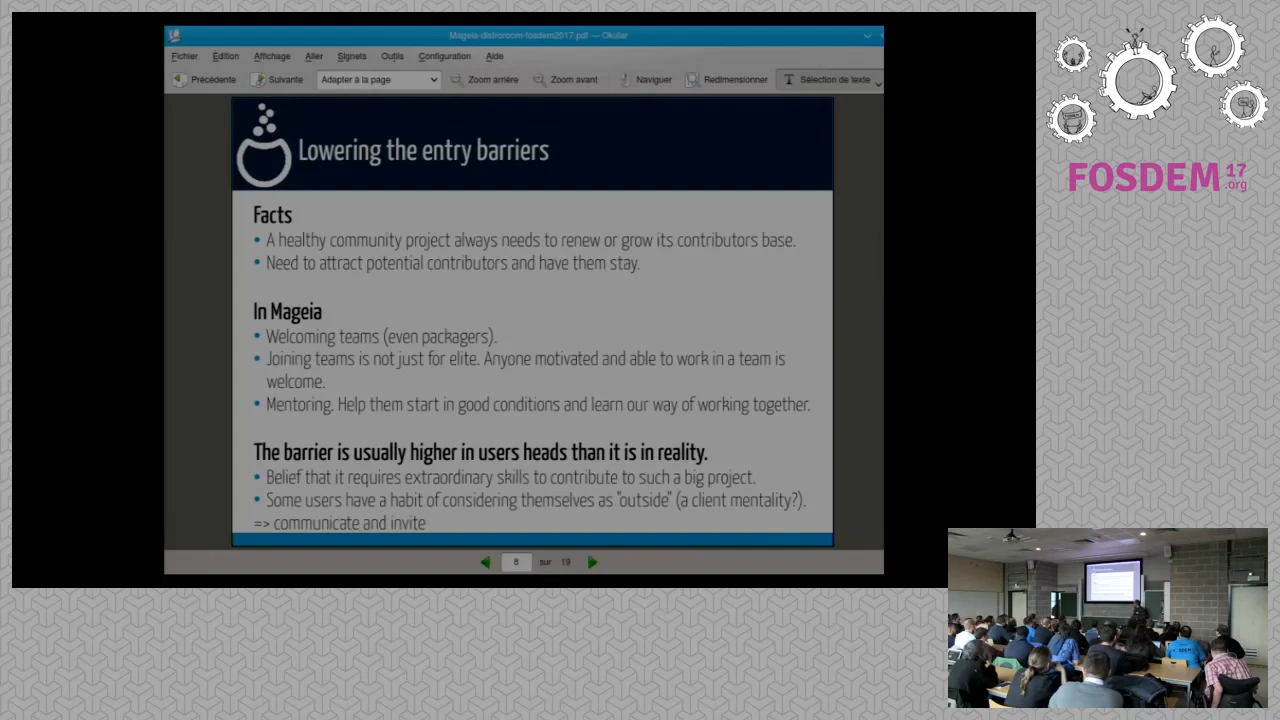 Mageia-distroroom-fosdem2017.pdf — Okular
Fichier Édition Affichage Aller Signets Outils Configuration Aide
Précédente Suivante Adapter à la page Zoom arrière Zoom avant Naviguer Redimensionner Sélection de texte
Lowering the entry barriers
Facts
• A healthy community project always needs to renew or grow its contributors base.
• Need to attract potential contributors and have them stay.
In Mageia
• Welcoming teams (even packagers).
• Joining teams is not just for elite. Anyone motivated and able to work in a team is
welcome.
• Mentoring. Help them start in good conditions and learn our way of working together.
The barrier is usually higher in users heads than it is in reality.
• Belief that it requires extraordinary skills to contribute to such a big project.
• Some users have a habit of considering themselves as "outside" (a client mentality?).
=> communicate and invite
8 sur 19
FOSDEM 17
.org